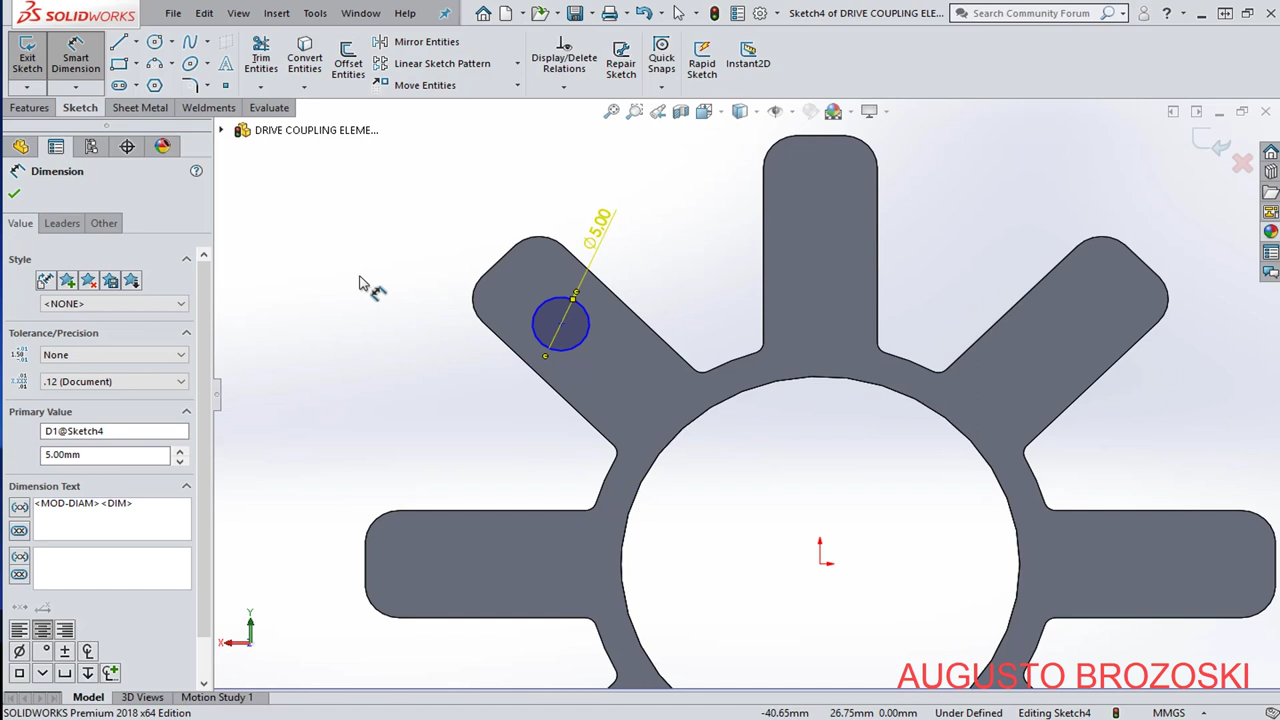 SOLIDWORKS File Edit View Insert Tools Window Help Sketch4 of DRIVE COUPLING ELE... Search Community Forum ?
Exit Sketch Smart Dimension Trim Entities Convert Entities Offset Entities Mirror Entities Linear Sketch Pattern Move Entities Display/Delete Relations Repair Sketch Quick Snaps Rapid Sketch Instant2D
Features Sketch Sheet Metal Weldments Evaluate
DRIVE COUPLING ELEME...
Dimension
Value Leaders Other
Style
<NONE>
Tolerance/Precision
None
.12 (Document)
Primary Value
D1@Sketch4
5.00mm
Dimension Text
<MOD-DIAM><DIM>
∅5.00
Y
X
AUGUSTO BROZOSKI
Model 3D Views Motion Study 1
SOLIDWORKS Premium 2018 x64 Edition -40.65mm 26.75mm 0.00mm Under Defined Editing Sketch4 MMGS